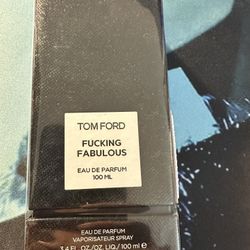 TOM FORD
FUCKING
FABULOUS
EAU DE PARFUM
100 ML
EAU DE PARFUM
VAPORISATEUR SPRAY
3.4 FL.OZ./OZ. LIQ./100 ml e